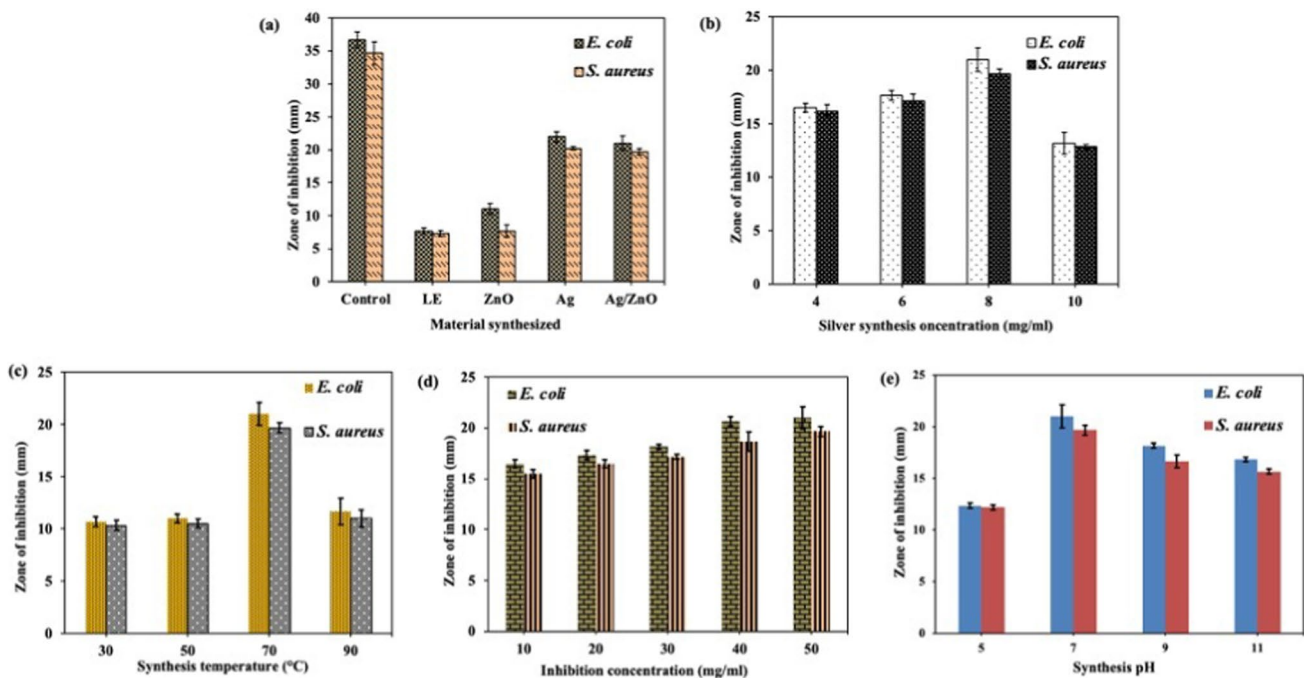 (a)
40
35
30
25
20
15
10
5
0
Zone of inhibition (mm)
E. coli
S. aureus
Control LE ZnO Ag Ag/ZnO
Material synthesized
(b)
25
20
15
10
5
0
Zone of inhibition (mm)
E. coli
S. aureus
4 6 8 10
Silver synthesis oncentration (mg/ml)
(c)
25
20
15
10
5
0
Zone of inhibition (mm)
E. coli
S. aureus
30 50 70 90
Synthesis temperature (°C)
(d)
25
20
15
10
5
0
Zone of inhibition (mm)
E. coli
S. aureus
10 20 30 40 50
Inhibition concentration (mg/ml)
(e)
25
20
15
10
5
0
Zone of inhibition (mm)
E. coli
S. aureus
5 7 9 11
Synthesis pH